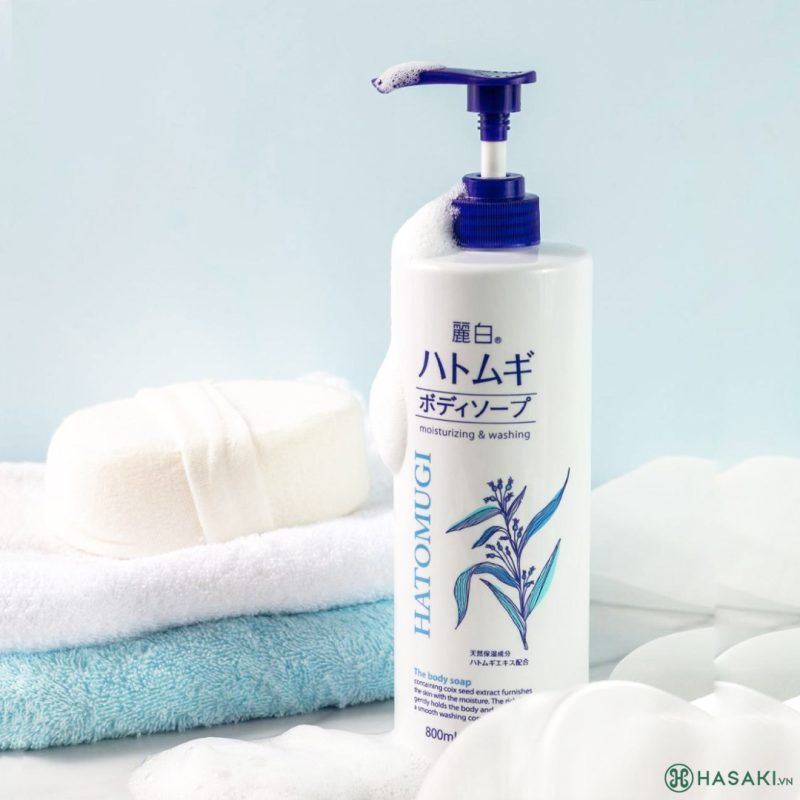 麗白®
ハトムギ
ボディソープ
moisturizing & washing
HATOMUGI
天然保湿成分
ハトムギエキス配合
The body soap
containing coix seed extract furnishes
the skin with the moisture. The
gently holds the body and
a smooth washing
800ml
HASAKI.VN